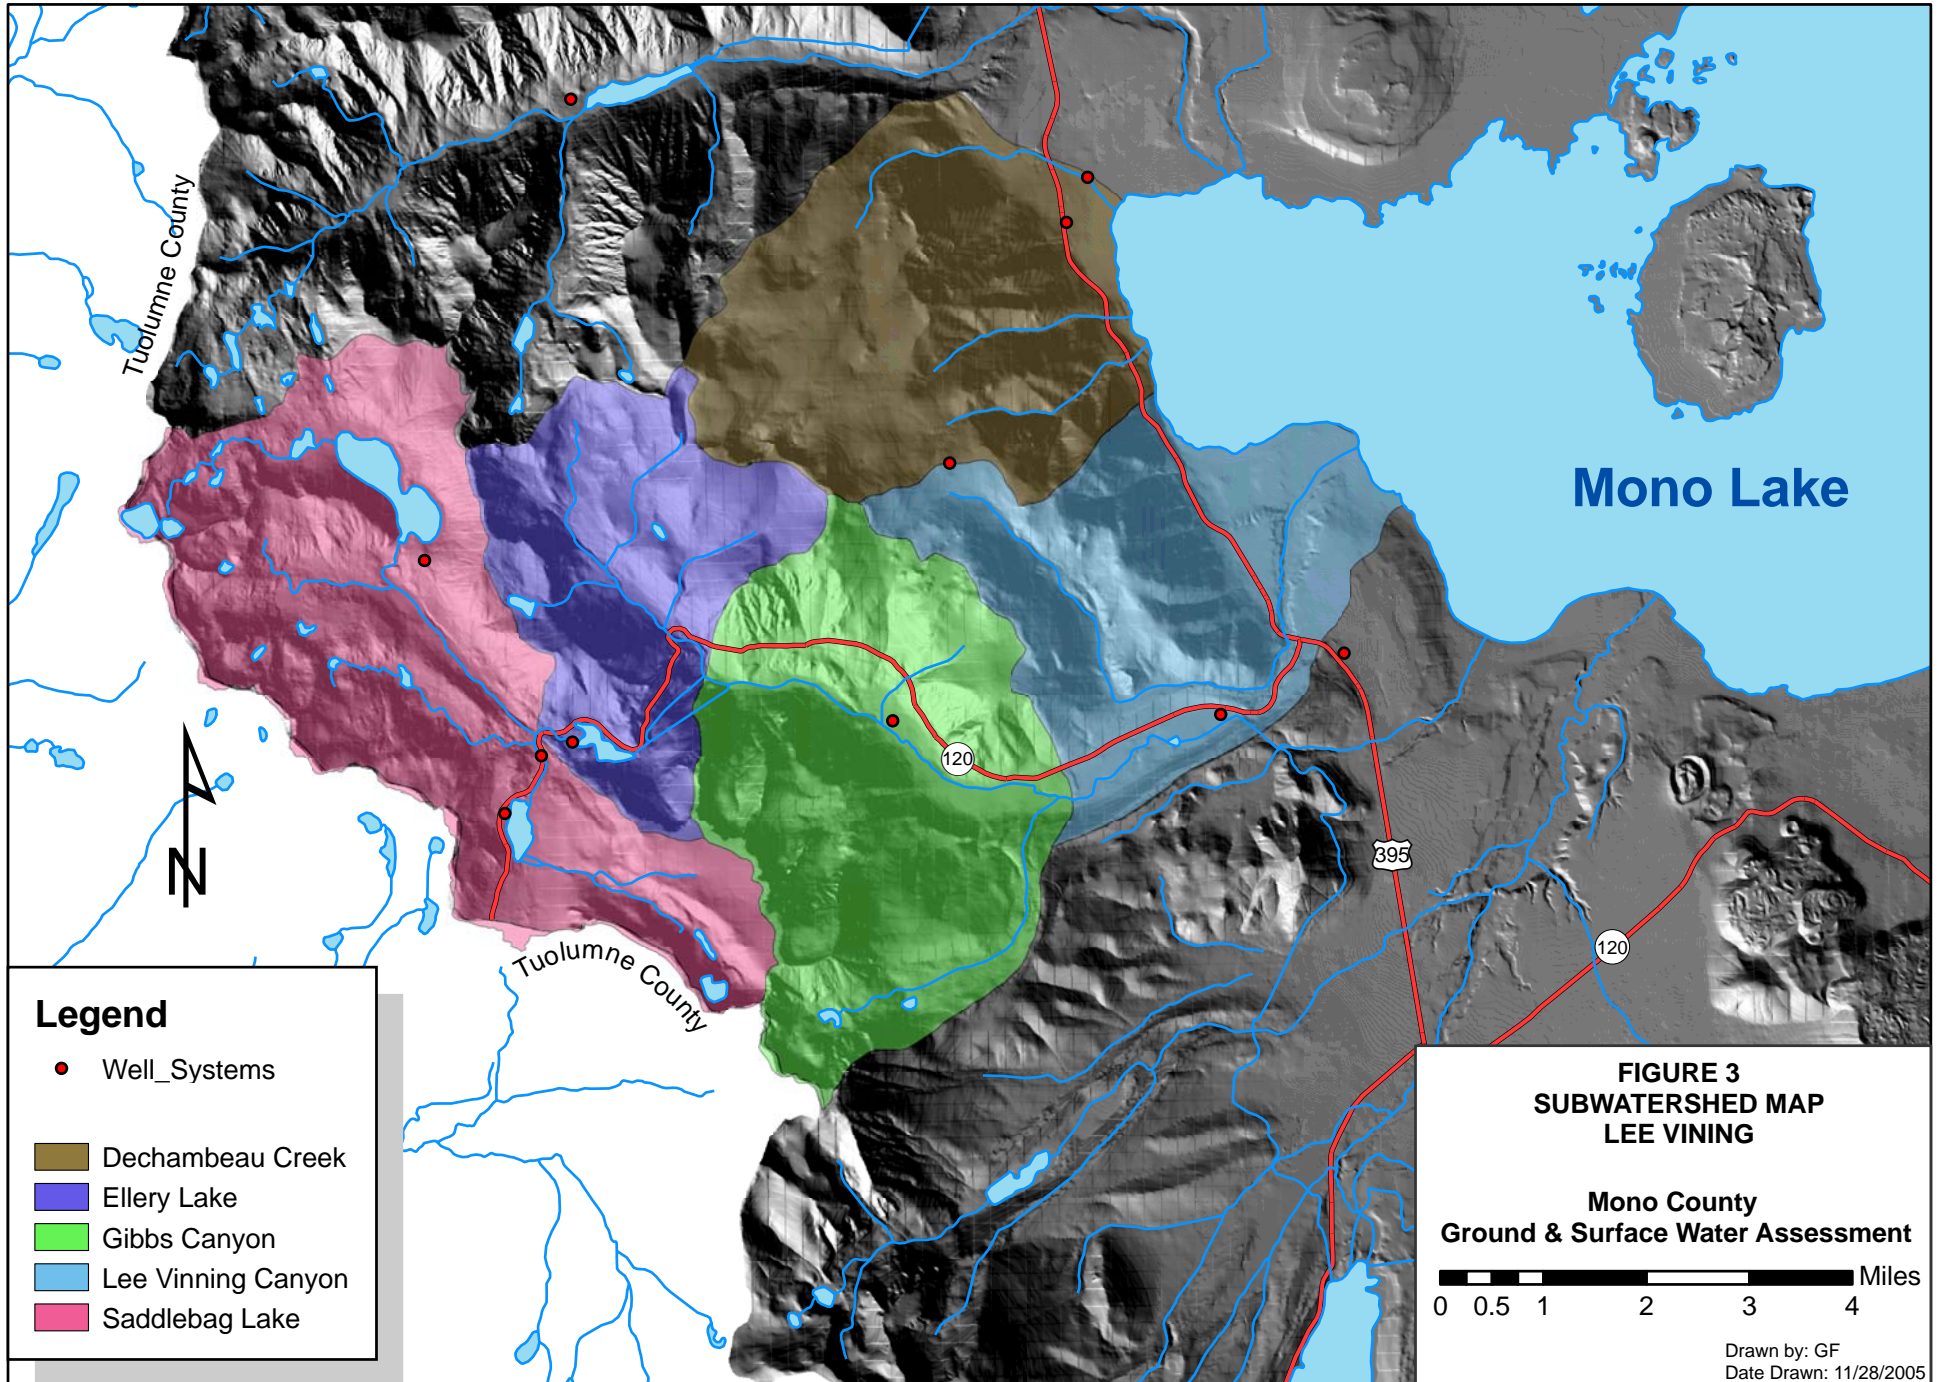 Tuolumne County
Mono Lake
120
395
120
Tuolumne County
Legend
Well_Systems
Dechambeau Creek
Ellery Lake
Gibbs Canyon
Lee Vinning Canyon
Saddlebag Lake
N
FIGURE 3
SUBWATERSHED MAP
LEE VINING
Mono County
Ground & Surface Water Assessment
Miles
0 0.5 1 2 3 4
Drawn by: GF
Date Drawn: 11/28/2005